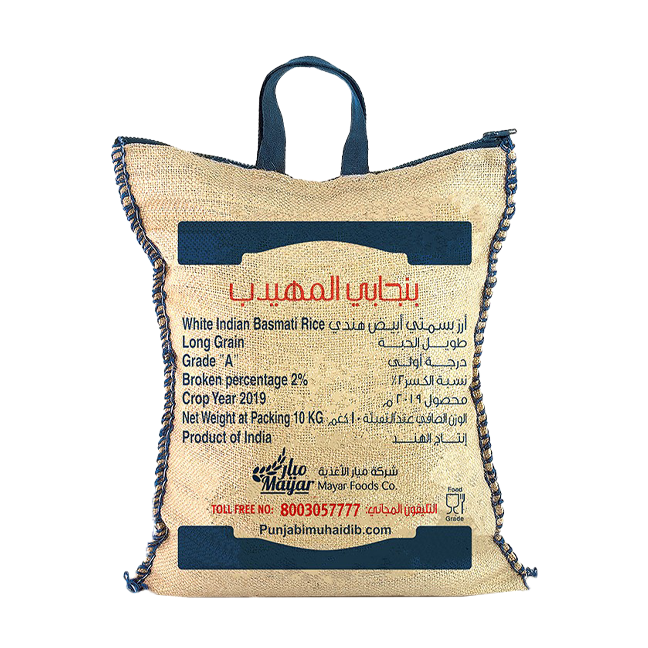 بنجابي المهيدب
White Indian Basmati Rice أرز بسمتي أبيض هندي
Long Grain طويل الحبة
Grade "A" درجة أولى
Broken percentage 2% نسبة الكسر ٢٪
Crop Year 2019 محصول ٢٠١٩ م
Net Weight at Packing 10 KG الوزن الصافي عند التعبئة ١٠ كغم
Product of India إنتاج الهند
ميار شركة ميار الأغذية
Mayar Mayar Foods Co.
Food
Grade
TOLL FREE NO: 8003057777 التليفون المجاني:
Punjabimuhaidib.com